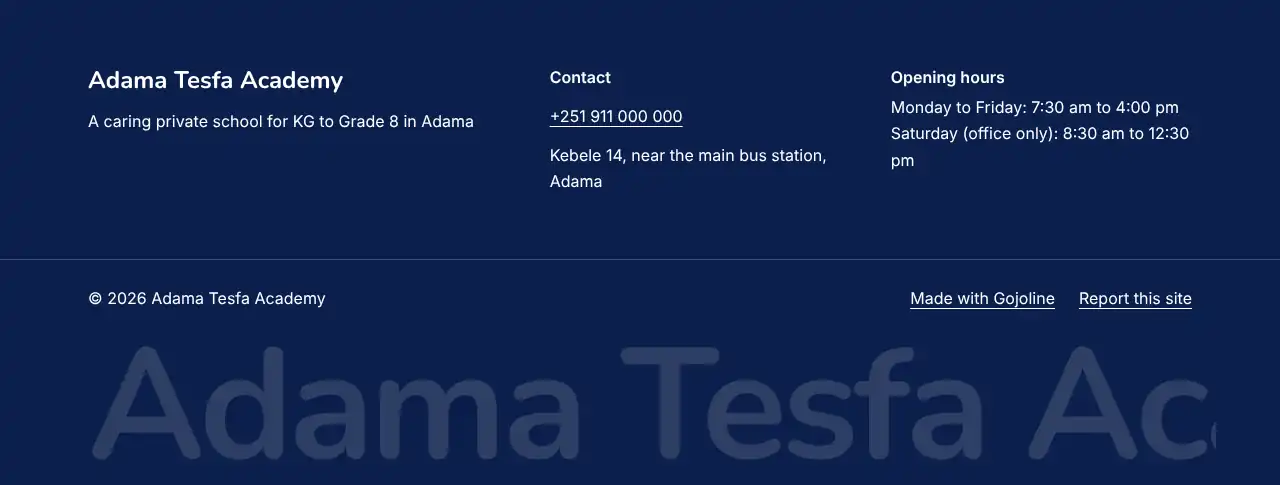 Adama Tesfa Academy
A caring private school for KG to Grade 8 in Adama
Contact
+251 911 000 000
Kebele 14, near the main bus station,
Adama
Opening hours
Monday to Friday: 7:30 am to 4:00 pm
Saturday (office only): 8:30 am to 12:30
pm
© 2026 Adama Tesfa Academy
Made with Gojoline
Report this site
Adama Tesfa Ac